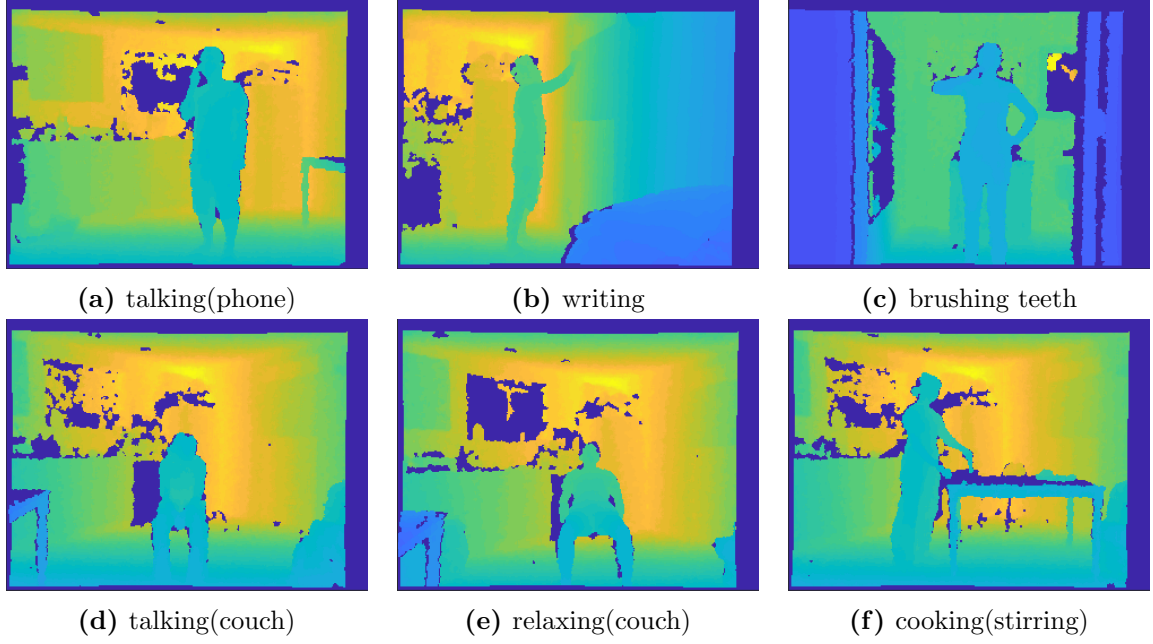 (a) talking(phone)
(b) writing
(c) brushing teeth
(d) talking(couch)
(e) relaxing(couch)
(f) cooking(stirring)